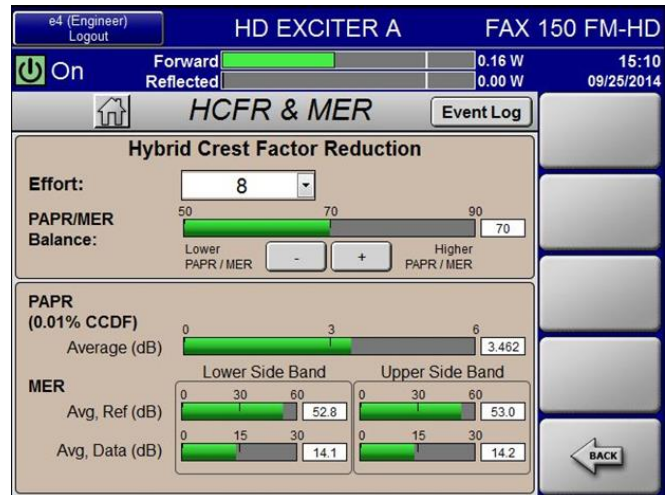 e4 (Engineer)
Logout
HD EXCITER A
FAX 150 FM-HD
On
Forward
0.16 W
15:10
Reflected
0.00 W
09/25/2014
HCFR & MER
Event Log
Hybrid Crest Factor Reduction
Effort:
8
PAPR/MER
Balance:
50 70 90
70
Lower
PAPR / MER
-
+
Higher
PAPR / MER
PAPR
(0.01% CCDF)
0 3 6
Average (dB)
3.462
Lower Side Band
Upper Side Band
MER
0 30 60
0 30 60
Avg, Ref (dB)
52.8
53.0
0 15 30
0 15 30
Avg, Data (dB)
14.1
14.2
BACK